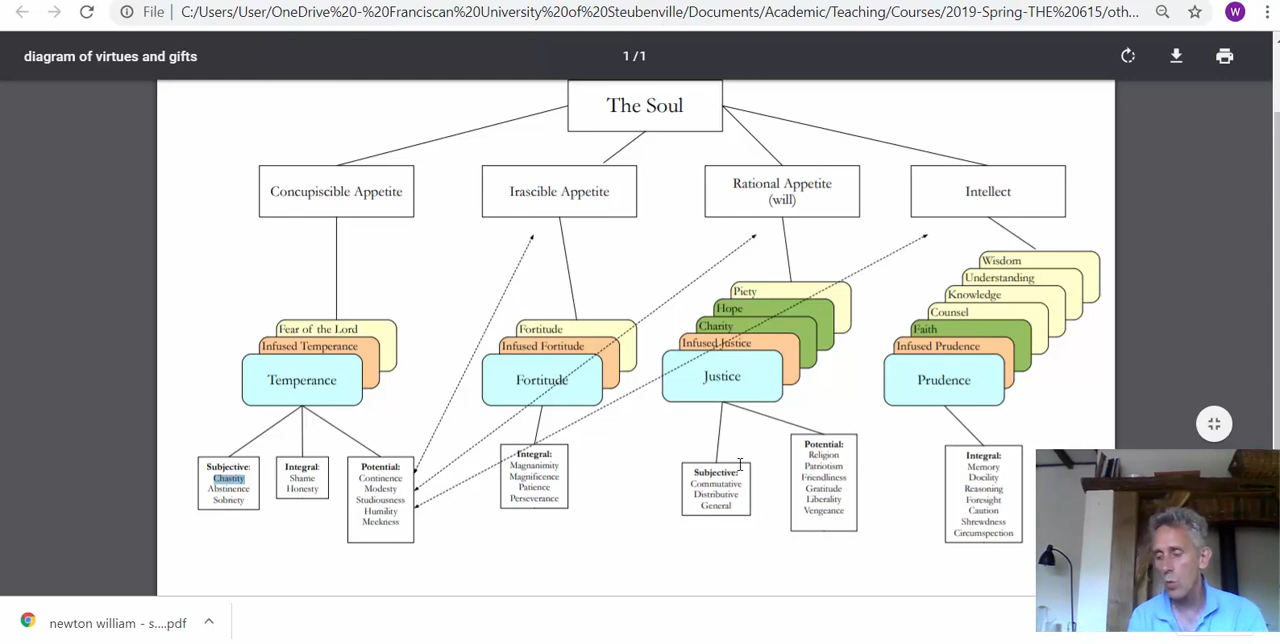 File
C:/Users/User/OneDrive%20-%20Franciscan%20University%20of%20Steubenville/Documents/Academic/Teaching/Courses/2019-Spring-THE%20615/oth...
W
diagram of virtues and gifts
1 / 1
The Soul
Concupiscible Appetite
Irascible Appetite
Rational Appetite
(will)
Intellect
Fear of the Lord
Infused Temperance
Temperance
Fortitude
Infused Fortitude
Fortitude
Piety
Hope
Charity
Infused Justice
Justice
Wisdom
Understanding
Knowledge
Counsel
Faith
Infused Prudence
Prudence
Subjective:
Chastity
Abstinence
Sobriety
Integral:
Shame
Honesty
Potential:
Continence
Modesty
Studiousness
Humility
Meekness
Integral:
Magnanimity
Magnificence
Patience
Perseverance
Subjective:
Commutative
Distributive
General
Potential:
Religion
Patriotism
Friendliness
Gratitude
Liberality
Vengeance
Integral:
Memory
Docility
Reasoning
Foresight
Caution
Shrewdness
Circumspection
newton william - s....pdf